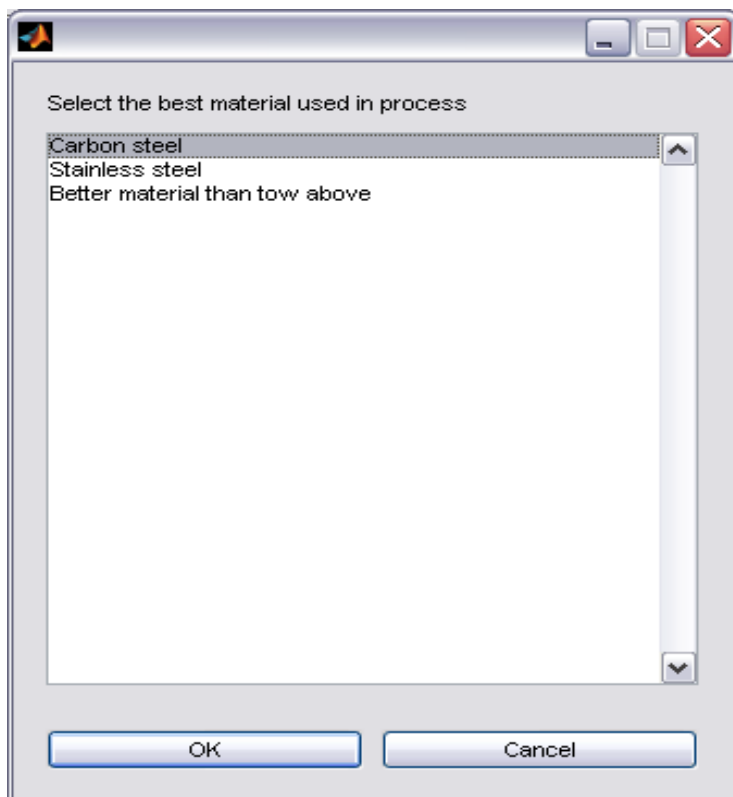 Select the best material used in process
Carbon steel
Stainless steel
Better material than tow above
OK
Cancel